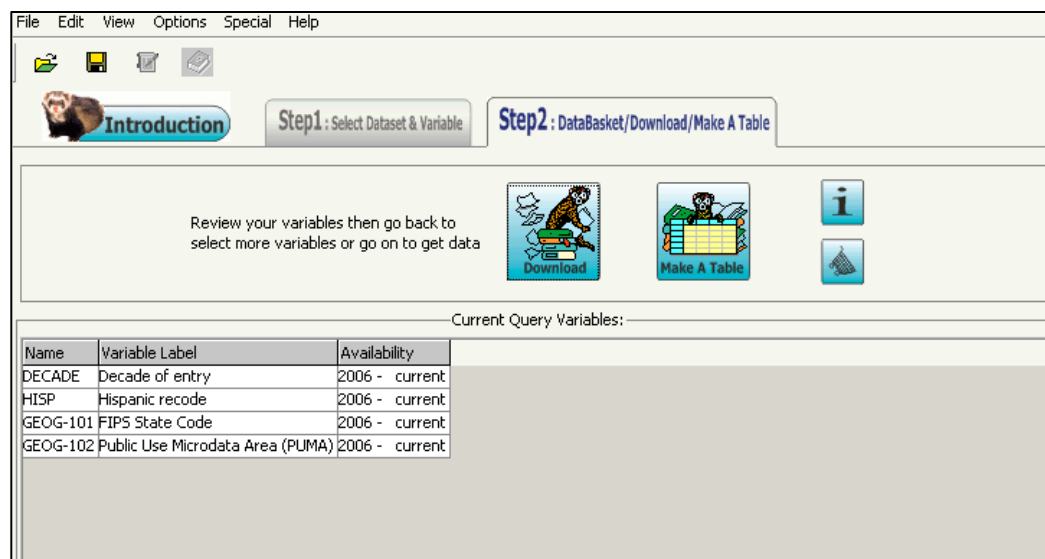 File Edit View Options Special Help
Introduction
Step1 : Select Dataset & Variable
Step2 : DataBasket/Download/Make A Table
Review your variables then go back to
select more variables or go on to get data
Download
Make A Table
i
Current Query Variables:
Name Variable Label Availability
DECADE Decade of entry 2006 - current
HISP Hispanic recode 2006 - current
GEOG-101 FIPS State Code 2006 - current
GEOG-102 Public Use Microdata Area (PUMA) 2006 - current